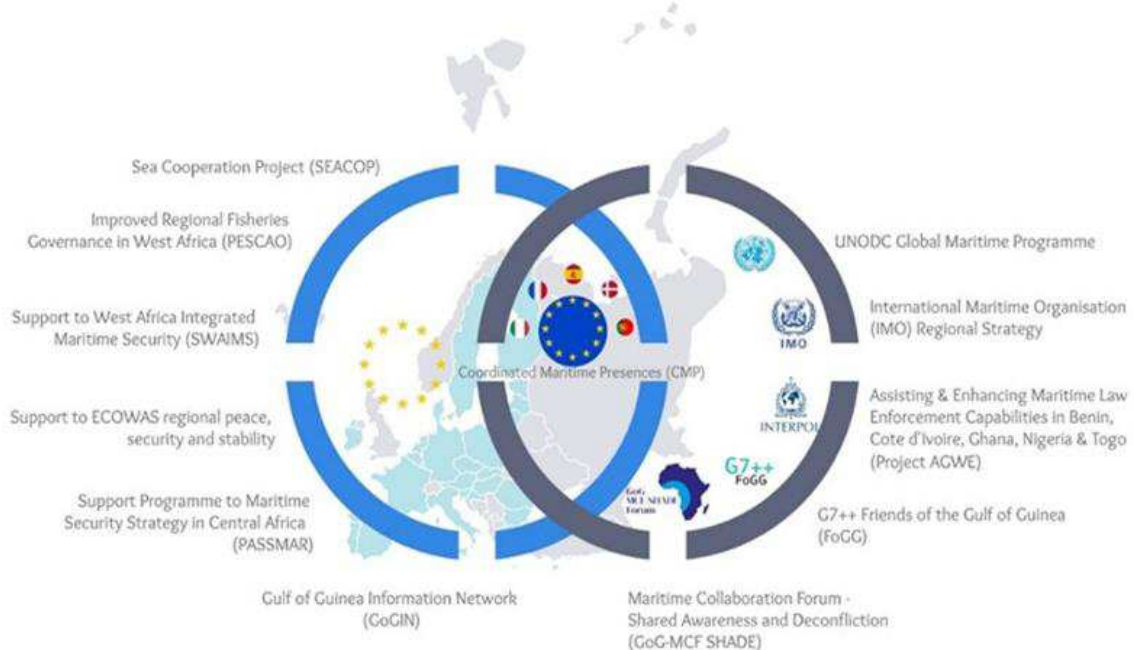 Sea Cooperation Project (SEACOP)
Improved Regional Fisheries
Governance in West Africa (PESCAO)
Support to West Africa Integrated
Maritime Security (SWAIMS)
Support to ECOWAS regional peace,
security and stability
Support Programme to Maritime
Security Strategy in Central Africa
(PASSMAR)
Gulf of Guinea Information Network
(GoGIN)
Coordinated Maritime Presences (CMP)
IMO
INTERPOL
G7++
FoGG
GoG
MCF SHADE
Forum
UNODC Global Maritime Programme
International Maritime Organisation
(IMO) Regional Strategy
Assisting & Enhancing Maritime Law
Enforcement Capabilities in Benin,
Cote d'Ivoire, Ghana, Nigeria & Togo
(Project AGWE)
G7++ Friends of the Gulf of Guinea
(FoGG)
Maritime Collaboration Forum -
Shared Awareness and Deconfliction
(GoG-MCF SHADE)